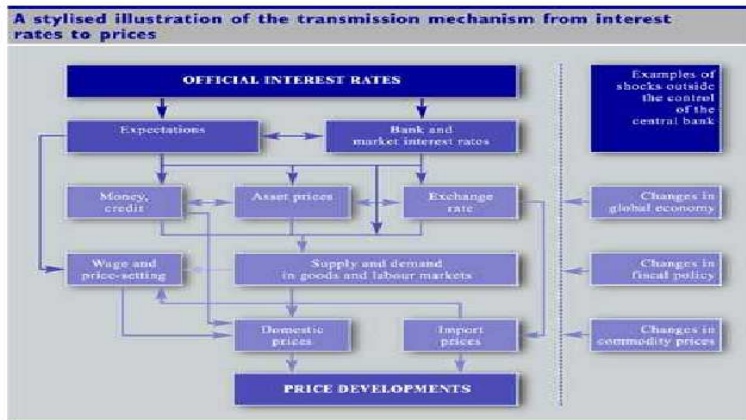 A stylised illustration of the transmission mechanism from interest
rates to prices
OFFICIAL INTEREST RATES
Examples of
shocks outside
the control
of the
central bank
Expectations
Bank and
market interest rates
Money,
credit
Asset prices
Exchange
rate
Changes in
global economy
Wage and
price-setting
Supply and demand
in goods and labour markets
Changes in
fiscal policy
Domestic
prices
Import
prices
Changes in
commodity prices
PRICE DEVELOPMENTS